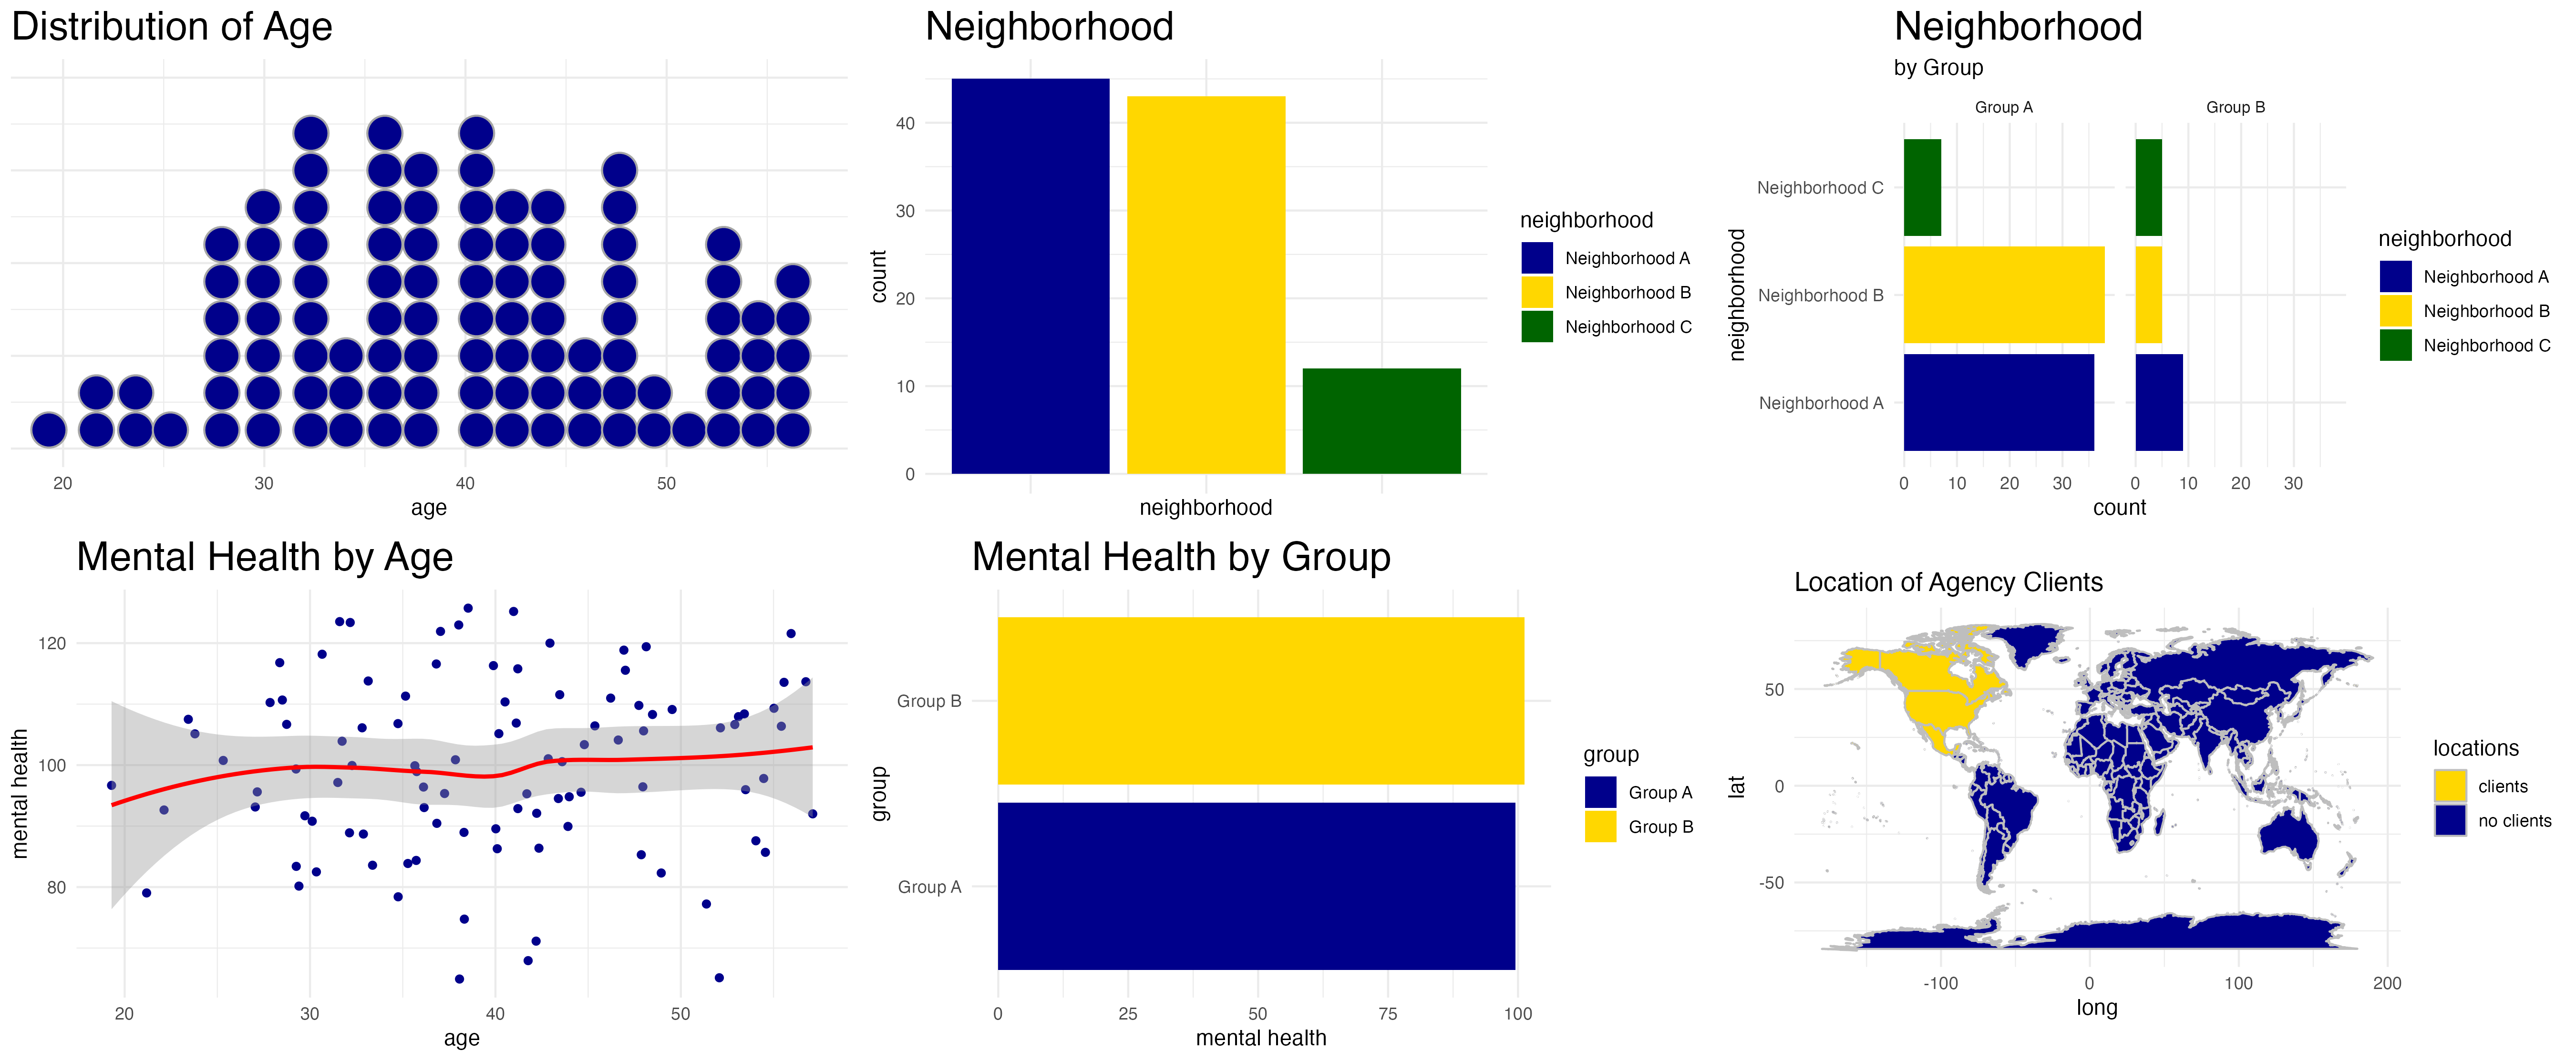 Distribution of Age
20 30 40 50
age
Neighborhood
count
40
30
20
10
0
neighborhood
neighborhood
Neighborhood A
Neighborhood B
Neighborhood C
Neighborhood
by Group
Group A Group B
neighborhood
Neighborhood C
Neighborhood B
Neighborhood A
0 10 20 30 0 10 20 30
count
neighborhood
Neighborhood A
Neighborhood B
Neighborhood C
Mental Health by Age
mental health
120
100
80
20 30 40 50
age
Mental Health by Group
group
Group B
Group A
0 25 50 75 100
mental health
group
Group A
Group B
Location of Agency Clients
lat
50
0
-50
-100 0 100 200
long
locations
clients
no clients